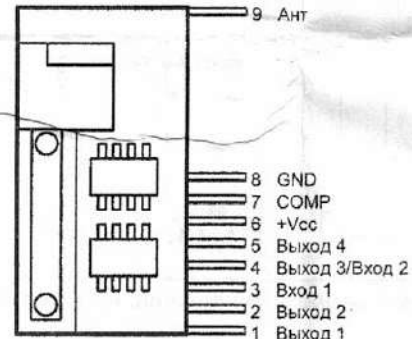 9 Ант
8 GND
7 COMP
6 +Vcc
5 Выход 4
4 Выход 3/Вход 2
3 Вход 1
2 Выход 2
1 Выход 1